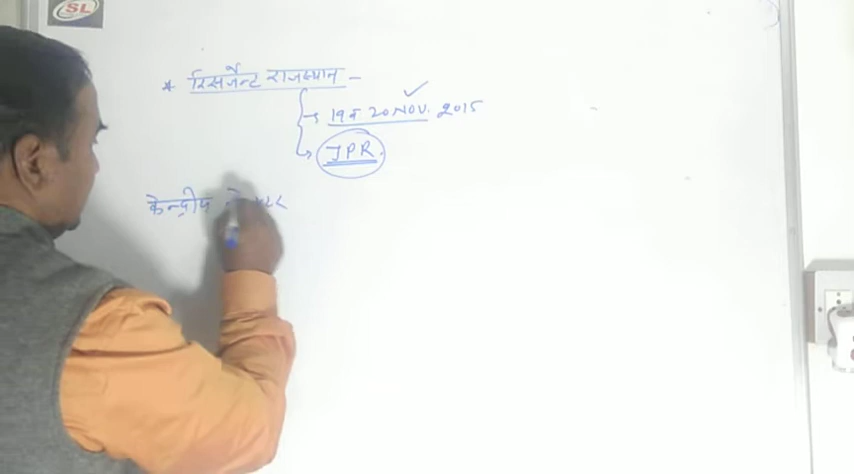 SL
* रिसर्जेन्ट राजस्थान –
→ 19 व 20 NOV. 2015
→ JPR.
केन्द्रीय